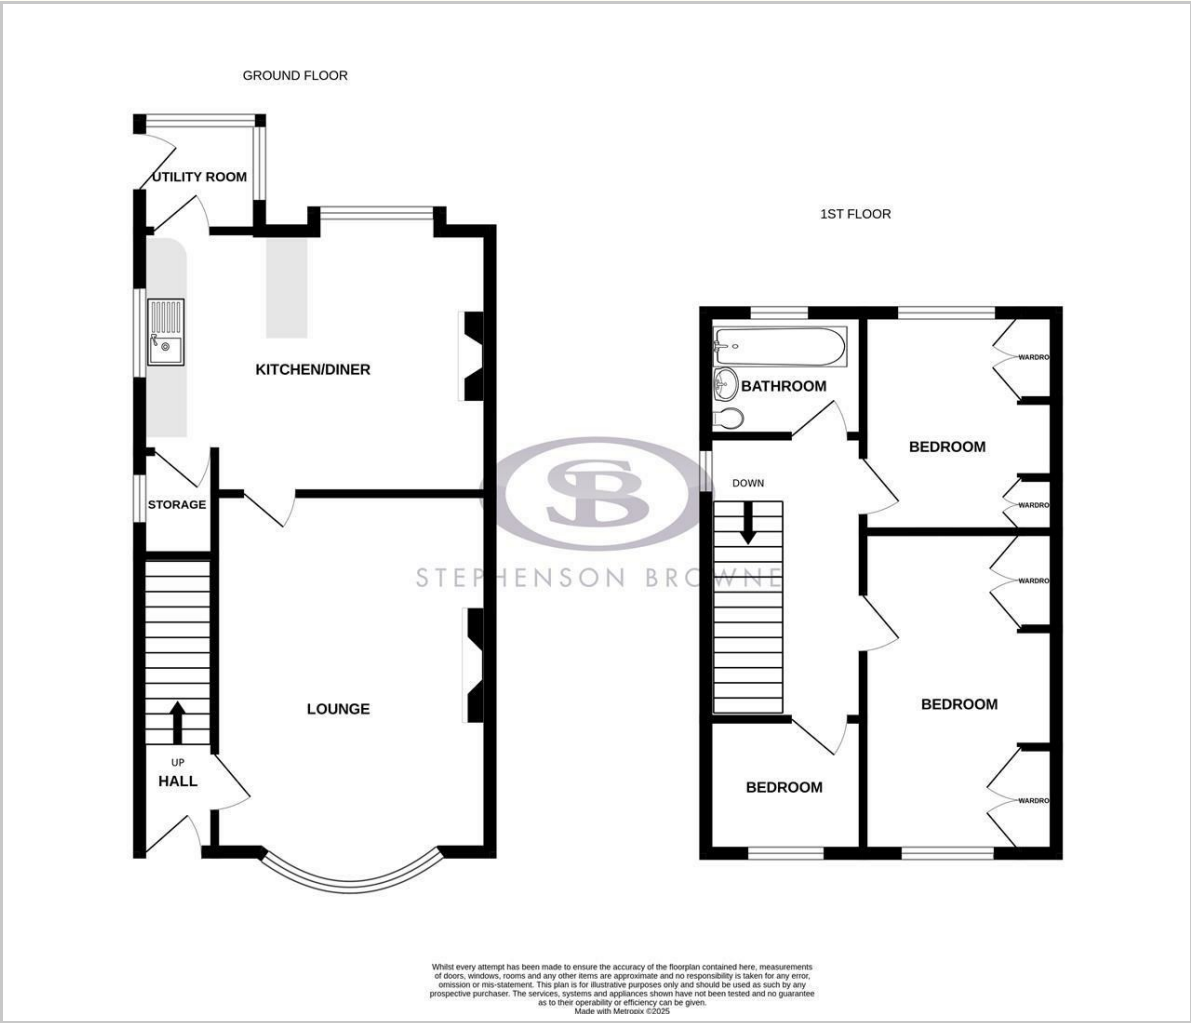 GROUND FLOOR
UTILITY ROOM
KITCHEN/DINER
STORAGE
LOUNGE
UP
HALL
1ST FLOOR
BATHROOM
WARDRO
BEDROOM
DOWN
WARDRO
WARDRO
BEDROOM
BEDROOM
WARDRO
SB
STEPHENSON BROWNE
Whilst every attempt has been made to ensure the accuracy of the floorplan contained here, measurements
of doors, windows, rooms and any other items are approximate and no responsibility is taken for any error,
omission or mis-statement. This plan is for illustrative purposes only and should be used as such by any
prospective purchaser. The services, systems and appliances shown have not been tested and no guarantee
as to their operability or efficiency can be given.
Made with Metropix ©2025